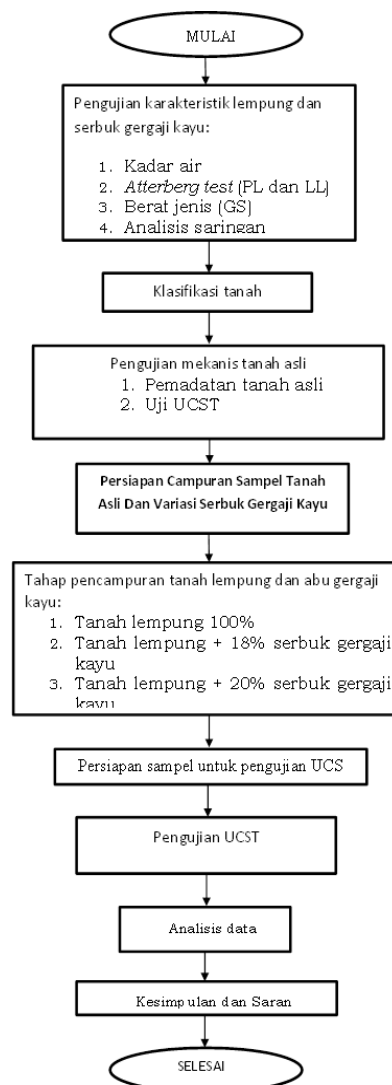 MULAI
Pengujian karakteristik lempung dan
serbuk gergaji kayu:
1. Kadar air
2. Atterberg test (PL dan LL)
3. Berat jenis (GS)
4. Analisis saringan
Klasifikasi tanah
Pengujian mekanis tanah asli
1. Pemadatan tanah asli
2. Uji UCST
Persiapan Campuran Sampel Tanah
Asli Dan Variasi Serbuk Gergaji Kayu
Tahap pencampuran tanah lempung dan abu gergaji
kayu:
1. Tanah lempung 100%
2. Tanah lempung + 18% serbuk gergaji
kayu
3. Tanah lempung + 20% serbuk gergaji
kayu
Persiapan sampel untuk pengujian UCS
Pengujian UCST
Analisis data
Kesimpulan dan Saran
SELESAI